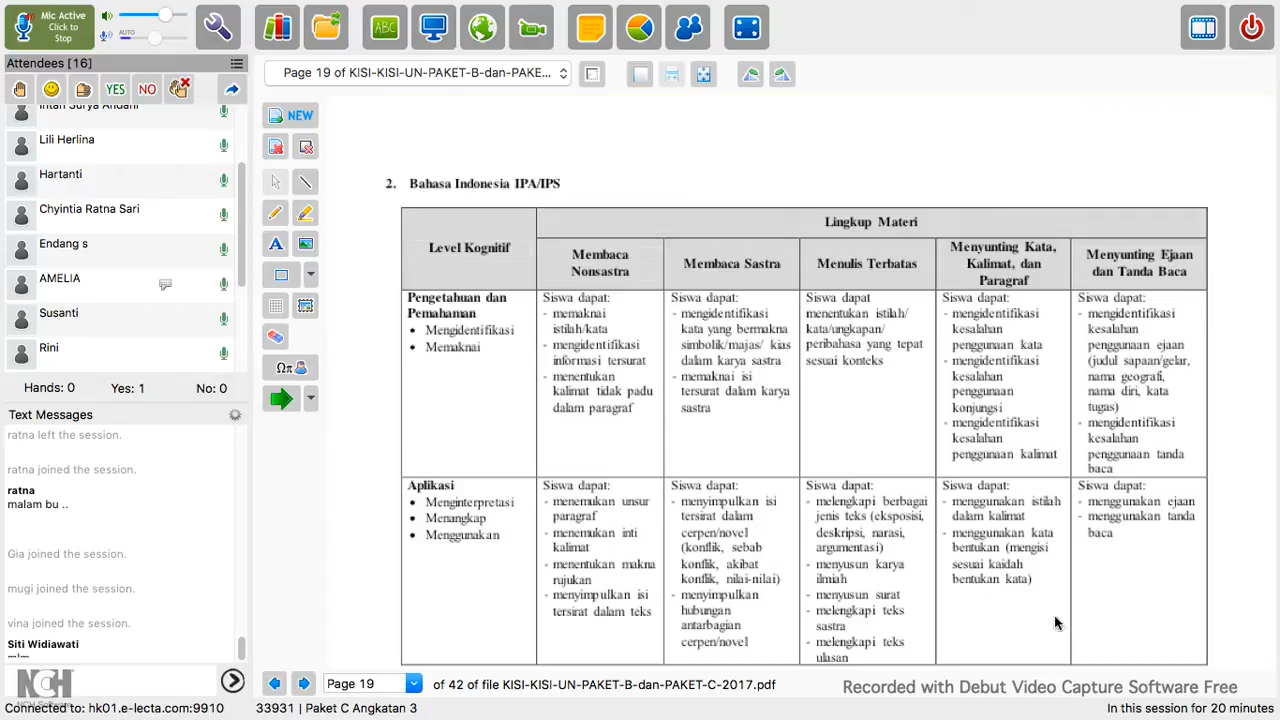 Mic Active
Click to
Stop
AUTO
ABC
Attendees [16]
YES
NO
Intan Surya Andani
Lili Herlina
Hartanti
Chyintia Ratna Sari
Endang s
AMELIA
Susanti
Rini
Hands: 0 Yes: 1 No: 0
Text Messages
ratna left the session.
ratna joined the session.
ratna
malam bu ..
Gia joined the session.
mugi joined the session.
vina joined the session.
Siti Widiawati
mlm
NCH
NCH Software
Connected to: hk01.e-lecta.com:9910
Page 19 of KISI-KISI-UN-PAKET-B-dan-PAKE...
NEW
A
Ωπ
2. Bahasa Indonesia IPA/IPS
Level Kognitif
Lingkup Materi
Membaca
Nonsastra
Membaca Sastra
Menulis Terbatas
Menyunting Kata,
Kalimat, dan
Paragraf
Menyunting Ejaan
dan Tanda Baca
Pengetahuan dan
Pemahaman
• Mengidentifikasi
• Memaknai
Siswa dapat:
- memaknai
istilah/kata
- mengidentifikasi
informasi tersurat
- menentukan
kalimat tidak padu
dalam paragraf
Siswa dapat:
- mengidentifikasi
kata yang bermakna
simbolik/majas/ kias
dalam karya sastra
- memaknai isi
tersurat dalam karya
sastra
Siswa dapat
menentukan istilah/
kata/ungkapan/
peribahasa yang tepat
sesuai konteks
Siswa dapat:
- mengidentifikasi
kesalahan
penggunaan kata
- mengidentifikasi
kesalahan
penggunaan
konjungsi
- mengidentifikasi
kesalahan
penggunaan kalimat
Siswa dapat:
- mengidentifikasi
kesalahan
penggunaan ejaan
(judul sapaan/gelar,
nama geografi,
nama diri, kata
tugas)
- mengidentifikasi
kesalahan
penggunaan tanda
baca
Aplikasi
• Menginterpretasi
• Menangkap
• Menggunakan
Siswa dapat:
- menemukan unsur
paragraf
- menemukan inti
kalimat
- menentukan makna
rujukan
- menyimpulkan isi
tersirat dalam teks
Siswa dapat:
- menyimpulkan isi
tersirat dalam
cerpen/novel
(konflik, sebab
konflik, akibat
konflik, nilai-nilai)
- menyimpulkan
hubungan
antarbagian
cerpen/novel
Siswa dapat:
- melengkapi berbagai
jenis teks (eksposisi,
deskripsi, narasi,
argumentasi)
- menyusun karya
ilmiah
- menyusun surat
- melengkapi teks
sastra
- melengkapi teks
ulasan
Siswa dapat:
- menggunakan istilah
dalam kalimat
- menggunakan kata
bentukan (mengisi
sesuai kaidah
bentukan kata)
Siswa dapat:
- menggunakan ejaan
- menggunakan tanda
baca
Page 19 of 42 of file KISI-KISI-UN-PAKET-B-dan-PAKET-C-2017.pdf
Recorded with Debut Video Capture Software Free
33931 | Paket C Angkatan 3
In this session for 20 minutes